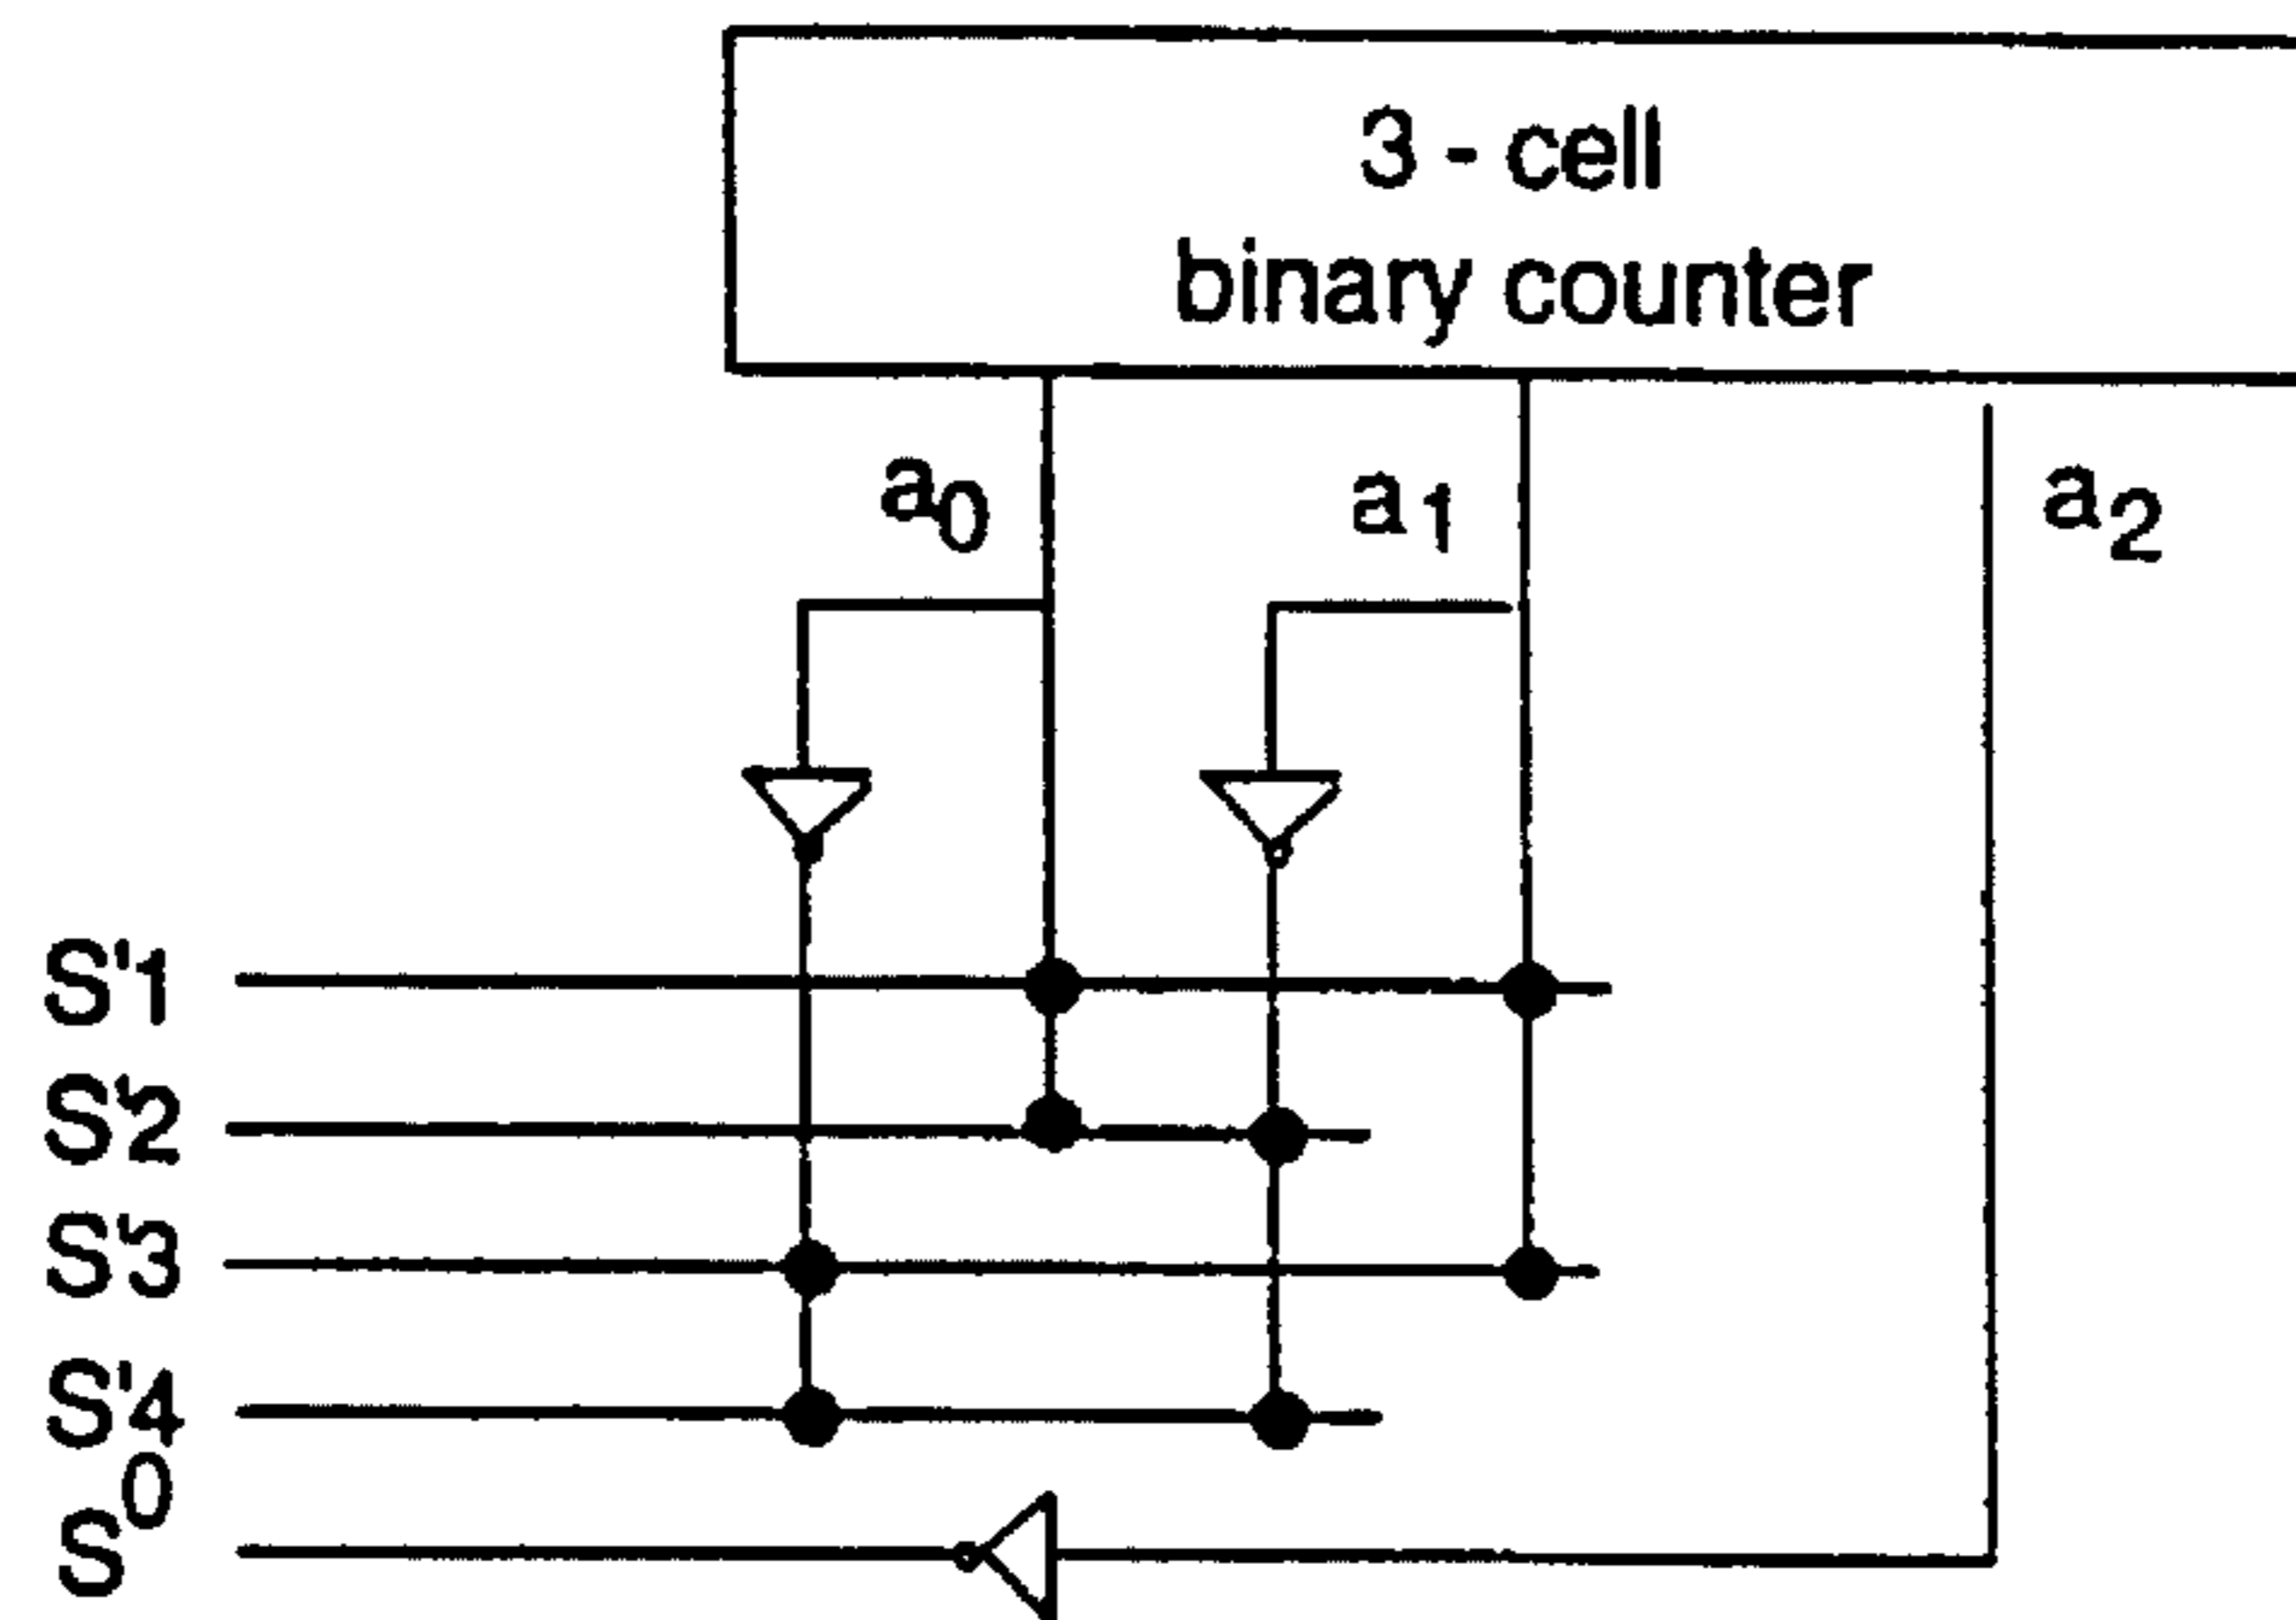 3 - cell
binary counter
a0 a1 a2
S'1
S'2
S'3
S'4
S0